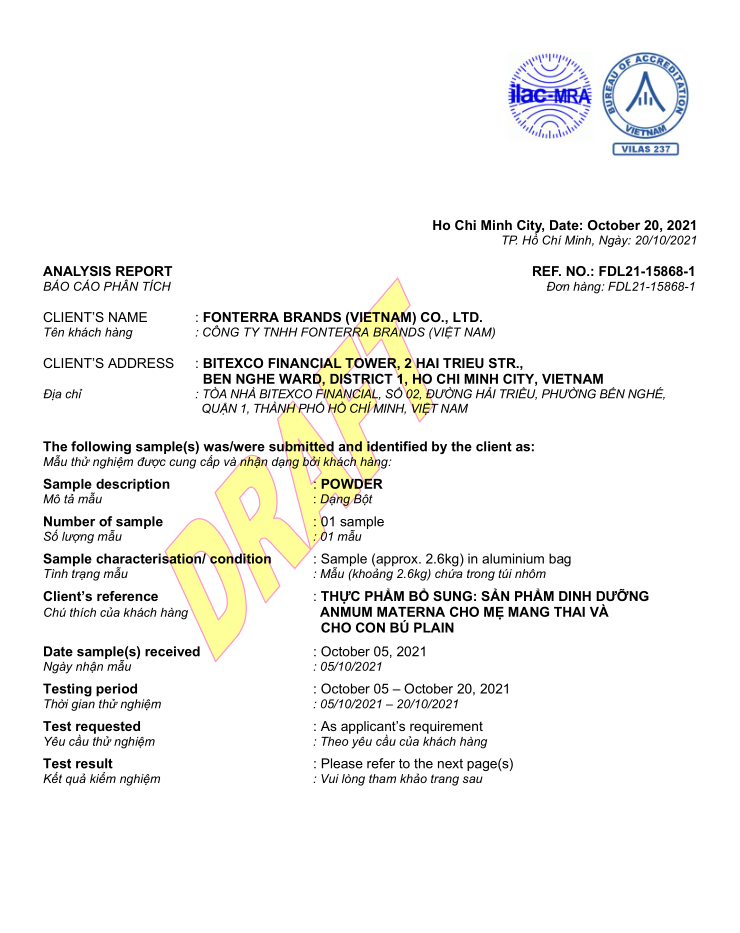 ilac-MRA
BUREAU OF ACCREDITATION
VIETNAM
VILAS 237
Ho Chi Minh City, Date: October 20, 2021
TP. Hồ Chí Minh, Ngày: 20/10/2021
ANALYSIS REPORT REF. NO.: FDL21-15868-1
BÁO CÁO PHÂN TÍCH Đơn hàng: FDL21-15868-1
CLIENT'S NAME : FONTERRA BRANDS (VIETNAM) CO., LTD.
Tên khách hàng : CÔNG TY TNHH FONTERRA BRANDS (VIỆT NAM)
CLIENT'S ADDRESS : BITEXCO FINANCIAL TOWER, 2 HAI TRIEU STR.,
BEN NGHE WARD, DISTRICT 1, HO CHI MINH CITY, VIETNAM
Địa chỉ : TÒA NHÀ BITEXCO FINANCIAL, SỐ 02, ĐƯỜNG HẢI TRIỀU, PHƯỜNG BẾN NGHÉ,
QUẬN 1, THÀNH PHỐ HỒ CHÍ MINH, VIỆT NAM
The following sample(s) was/were submitted and identified by the client as:
Mẫu thử nghiệm được cung cấp và nhận dạng bởi khách hàng:
Sample description : POWDER
Mô tả mẫu : Dạng Bột
Number of sample : 01 sample
Số lượng mẫu : 01 mẫu
Sample characterisation/ condition : Sample (approx. 2.6kg) in aluminium bag
Tình trạng mẫu : Mẫu (khoảng 2.6kg) chứa trong túi nhôm
Client's reference : THỰC PHẨM BỔ SUNG: SẢN PHẨM DINH DƯỠNG
Chú thích của khách hàng ANMUM MATERNA CHO MẸ MANG THAI VÀ
CHO CON BÚ PLAIN
Date sample(s) received : October 05, 2021
Ngày nhận mẫu : 05/10/2021
Testing period : October 05 – October 20, 2021
Thời gian thử nghiệm : 05/10/2021 – 20/10/2021
Test requested : As applicant's requirement
Yêu cầu thử nghiệm : Theo yêu cầu của khách hàng
Test result : Please refer to the next page(s)
Kết quả kiểm nghiệm : Vui lòng tham khảo trang sau
DRAFT